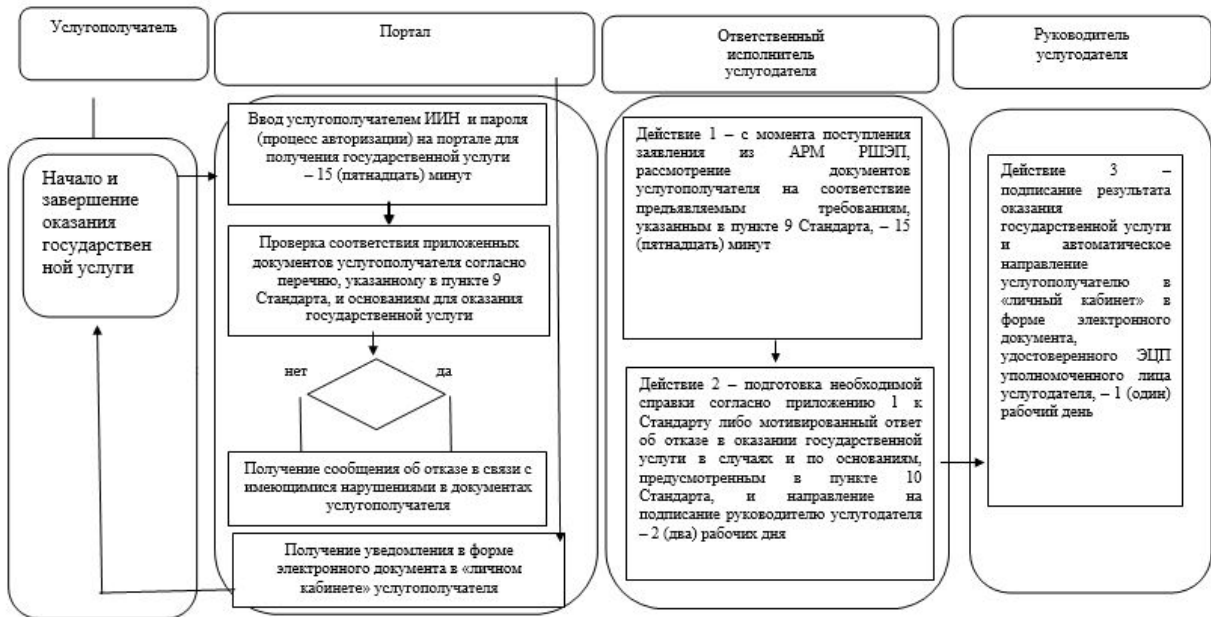 Услугополучатель
Портал
Ответственный
исполнитель
услугодателя
Руководитель
услугодателя
Начало и
завершение
оказания
государствен
ной услуги
Ввод услугополучателем ИИН и пароля
(процесс авторизации) на портале для
получения государственной услуги
– 15 (пятнадцать) минут
Проверка соответствия приложенных
документов услугополучателя согласно
перечню, указанному в пункте 9
Стандарта, и основаниям для оказания
государственной услуги
нет
да
Получение сообщения об отказе в связи с
имеющимися нарушениями в документах
услугополучателя
Получение уведомления в форме
электронного документа в «личном
кабинете» услугополучателя
Действие 1 – с момента поступления
заявления из АРМ РШЭП,
рассмотрение документов
услугополучателя на соответствие
предъявляемым требованиям,
указанным в пункте 9 Стандарта, – 15
(пятнадцать) минут
Действие 2 – подготовка необходимой
справки согласно приложению 1 к
Стандарту либо мотивированный ответ
об отказе в оказании государственной
услуги в случаях и по основаниям,
предусмотренным в пункте 10
Стандарта, и направление на
подписание руководителю услугодателя
– 2 (два) рабочих дня
Действие 3 –
подписание результата
оказания
государственной услуги
и автоматическое
направление
услугополучателю в
«личный кабинет» в
форме электронного
документа,
удостоверенного ЭЦП
уполномоченного лица
услугодателя, – 1 (один)
рабочий день